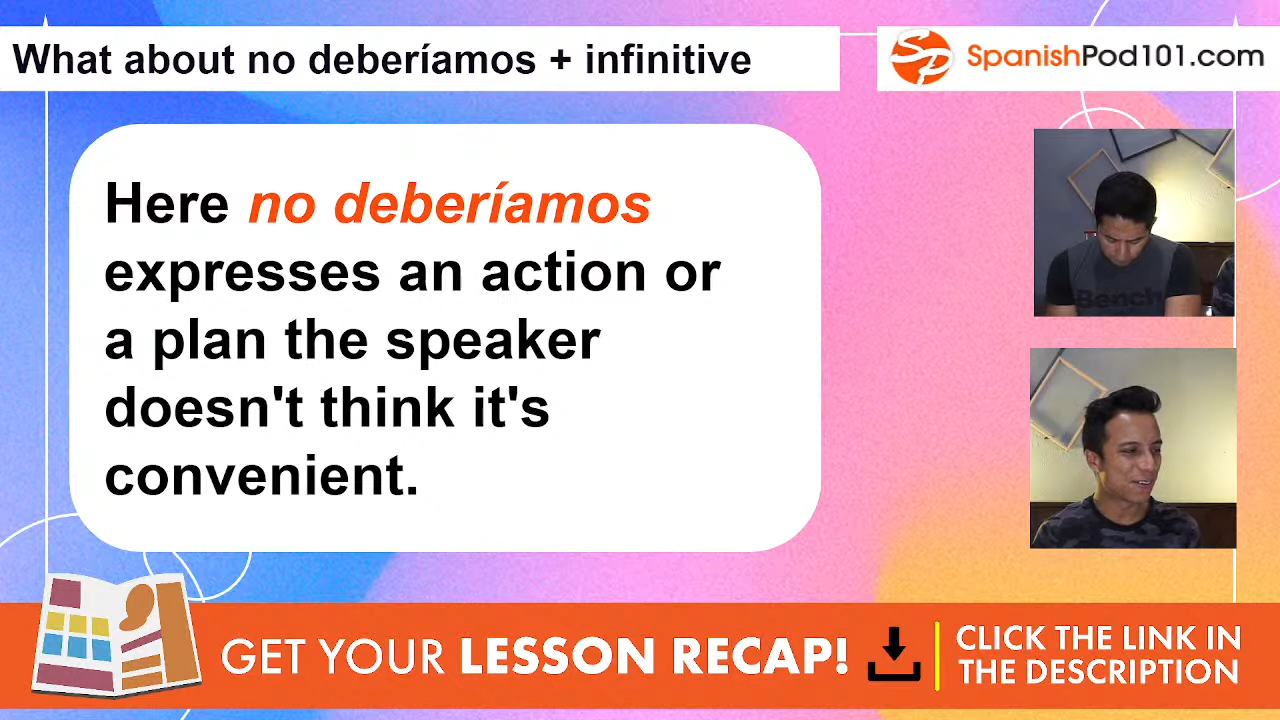 What about no deberíamos + infinitive
SP SpanishPod101.com
Here no deberíamos
expresses an action or
a plan the speaker
doesn't think it's
convenient.
Bench
GET YOUR LESSON RECAP!
CLICK THE LINK IN
THE DESCRIPTION